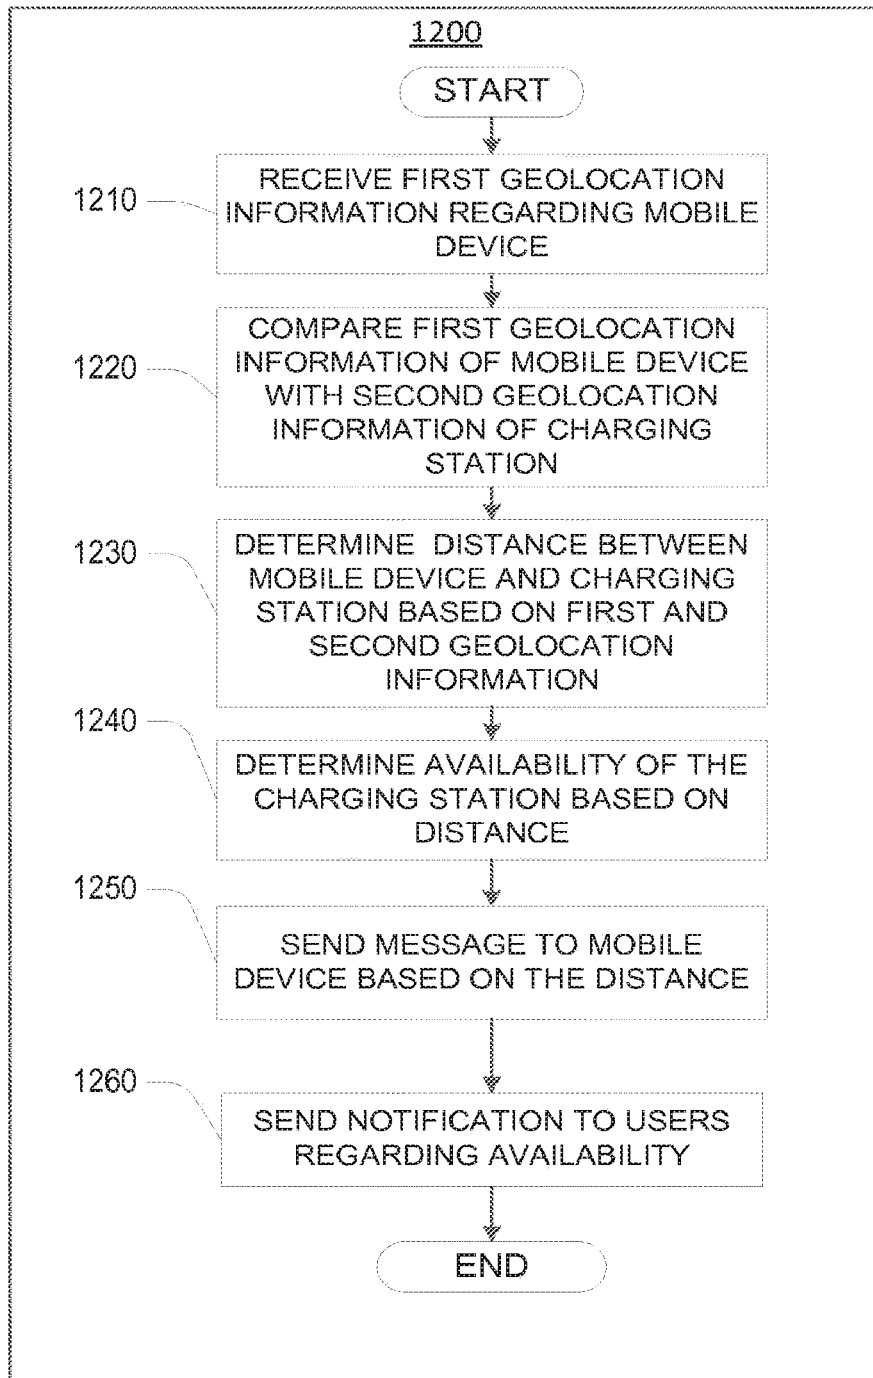 1200
START
1210
RECEIVE FIRST GEOLOCATION
INFORMATION REGARDING MOBILE
DEVICE
1220
COMPARE FIRST GEOLOCATION
INFORMATION OF MOBILE DEVICE
WITH SECOND GEOLOCATION
INFORMATION OF CHARGING
STATION
1230
DETERMINE DISTANCE BETWEEN
MOBILE DEVICE AND CHARGING
STATION BASED ON FIRST AND
SECOND GEOLOCATION
INFORMATION
1240
DETERMINE AVAILABILITY OF THE
CHARGING STATION BASED ON
DISTANCE
1250
SEND MESSAGE TO MOBILE
DEVICE BASED ON THE DISTANCE
1260
SEND NOTIFICATION TO USERS
REGARDING AVAILABILITY
END